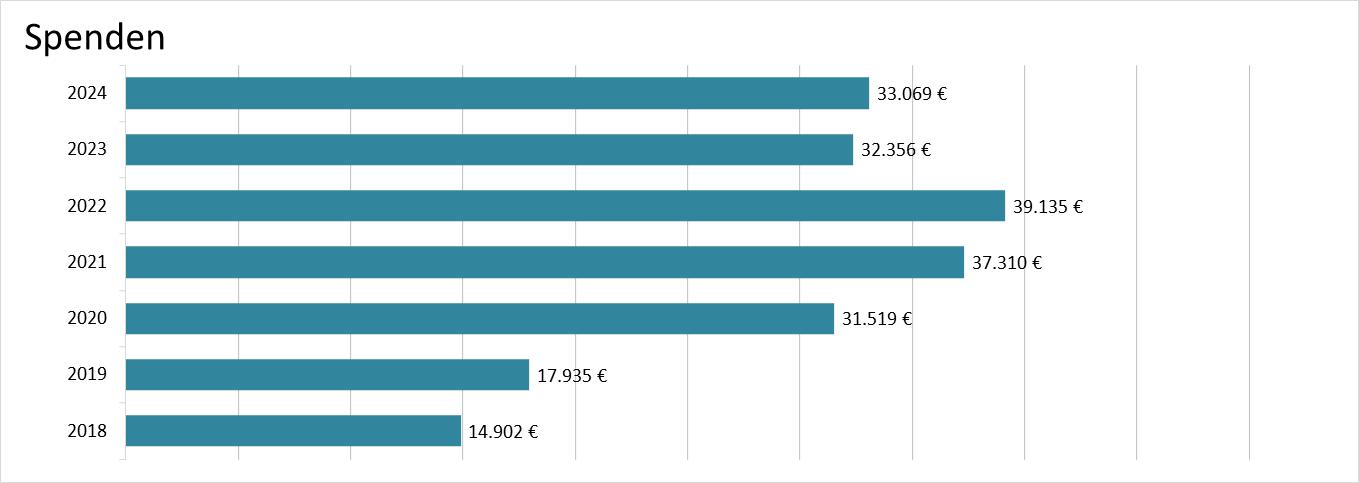 Spenden
2024 33.069 €
2023 32.356 €
2022 39.135 €
2021 37.310 €
2020 31.519 €
2019 17.935 €
2018 14.902 €